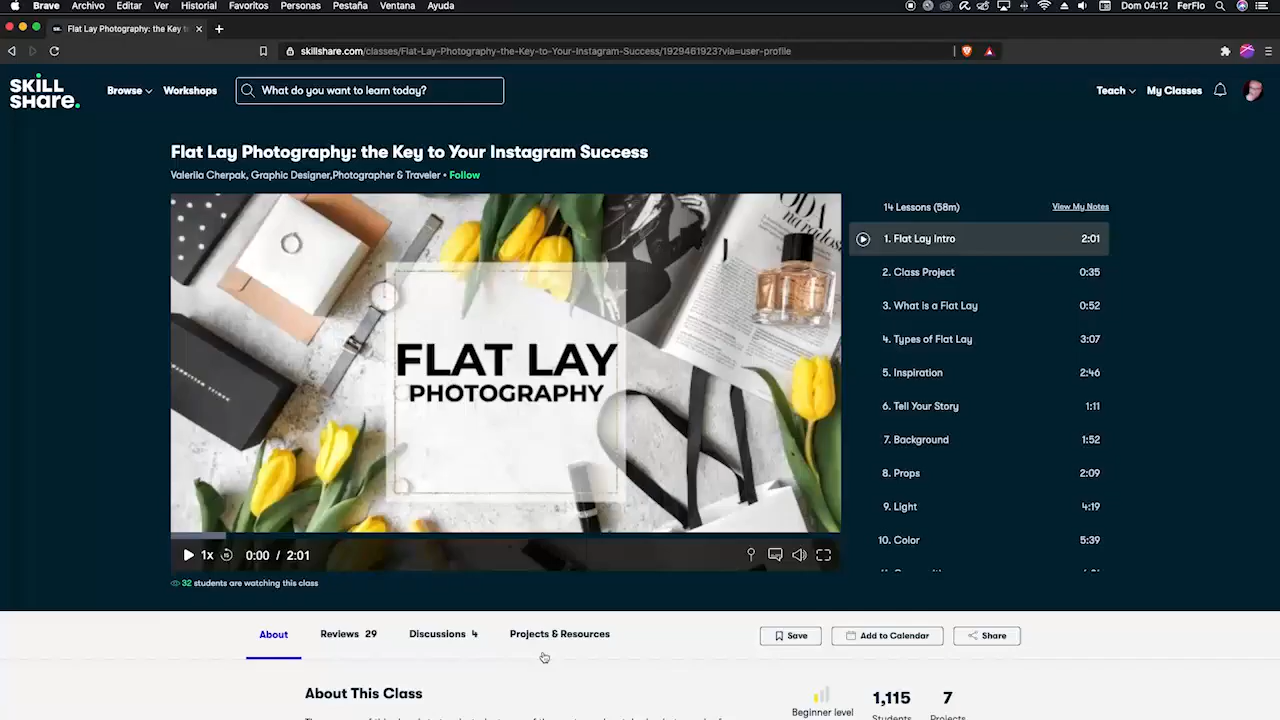 Brave Archivo Editar Ver Historial Favoritos Personas Pestaña Ventana Ayuda Dom 04:12 FerFlo
Flat Lay Photography: the Key to
skillshare.com/classes/Flat-Lay-Photography-the-Key-to-Your-Instagram-Success/1929461923?via=user-profile
SKILL share.
Browse Workshops What do you want to learn today? Teach My Classes
Flat Lay Photography: the Key to Your Instagram Success
Valeriia Cherpak, Graphic Designer,Photographer & Traveler • Follow
FLAT LAY
PHOTOGRAPHY
1x 15 0:00 / 2:01
32 students are watching this class
14 Lessons (58m) View My Notes
1. Flat Lay Intro 2:01
2. Class Project 0:35
3. What is a Flat Lay 0:52
4. Types of Flat Lay 3:07
5. Inspiration 2:46
6. Tell Your Story 1:11
7. Background 1:52
8. Props 2:09
9. Light 4:19
10. Color 5:39
About Reviews 29 Discussions 4 Projects & Resources Save Add to Calendar Share
About This Class
Beginner level
1,115 Students
7 Projects